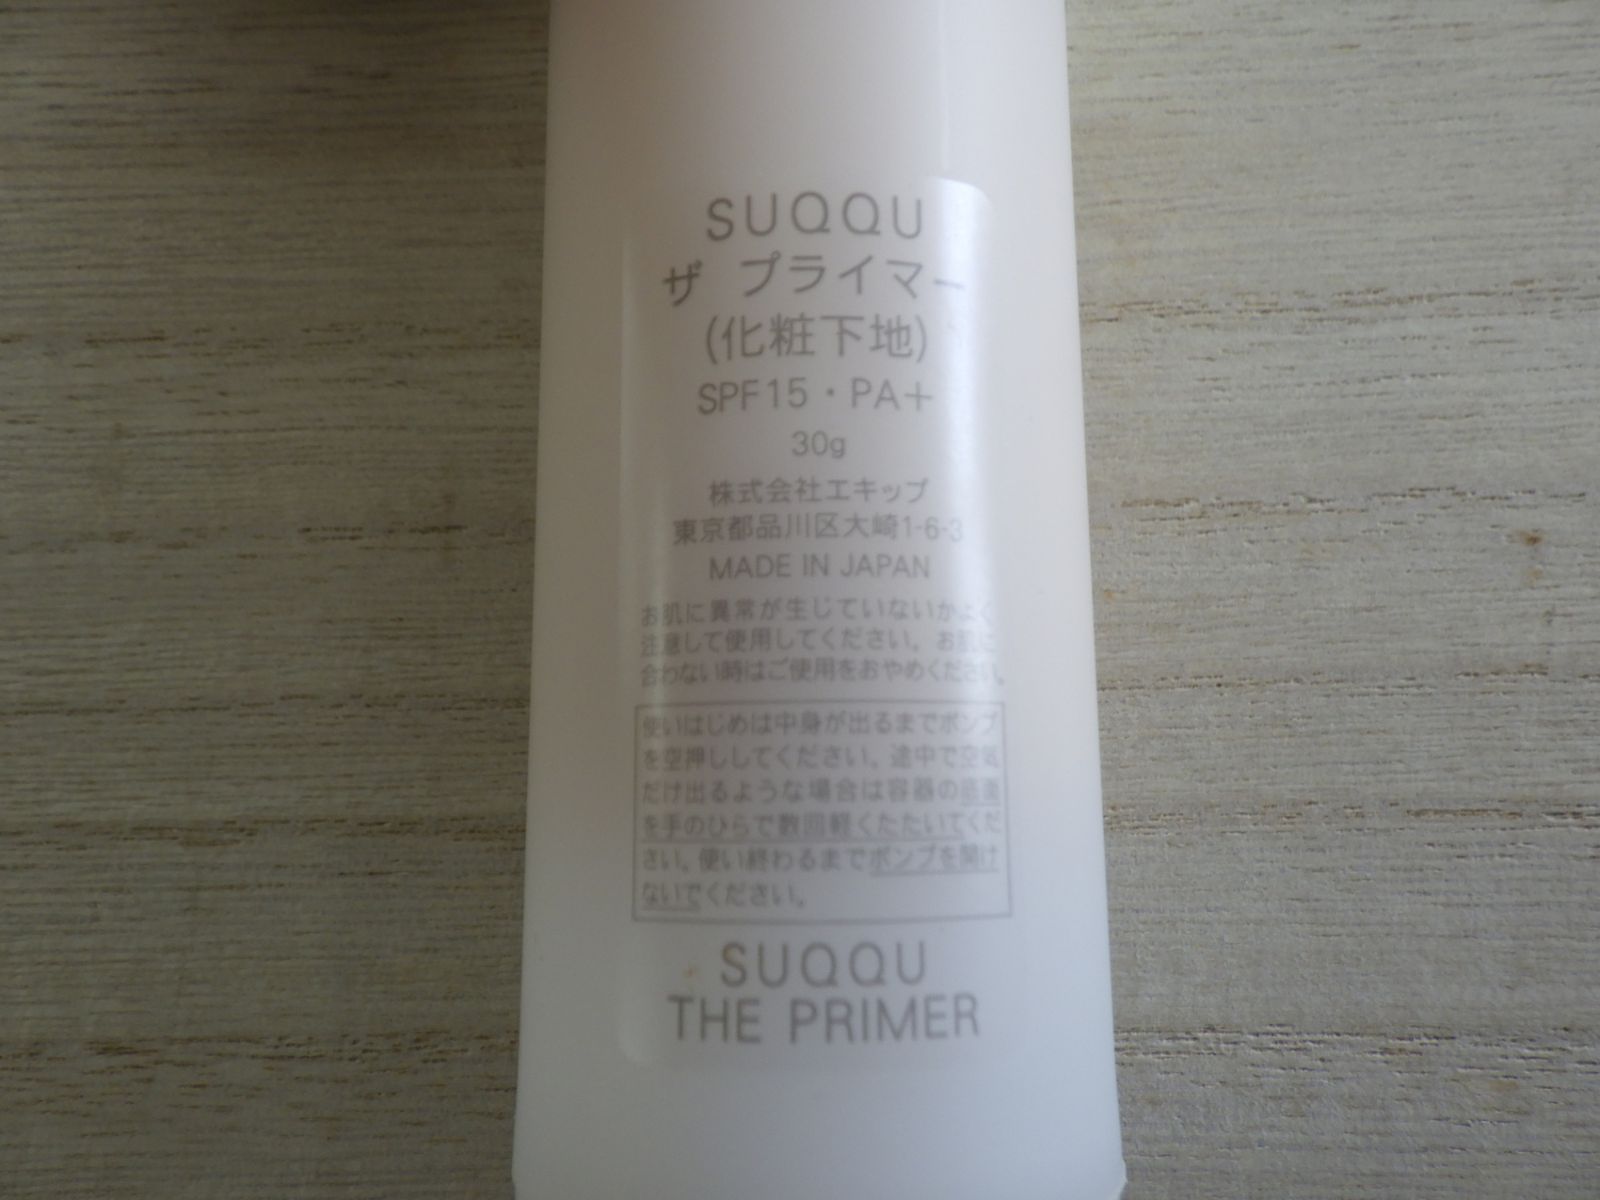 SUQQU
ザ プライマー
(化粧下地)
SPF15・PA＋
30g
株式会社エキップ
東京都品川区大崎1-6-3
MADE IN JAPAN
お肌に異常が生じていないかよく
注意して使用してください。お肌に
合わない時はご使用をおやめください。
使いはじめは中身が出るまでポンプ
を空押ししてください。途中で空気
だけ出るような場合は容器の底面
を手のひらで数回軽くたたいてくだ
さい。使い終わるまでポンプを開け
ないでください。
SUQQU
THE PRIMER